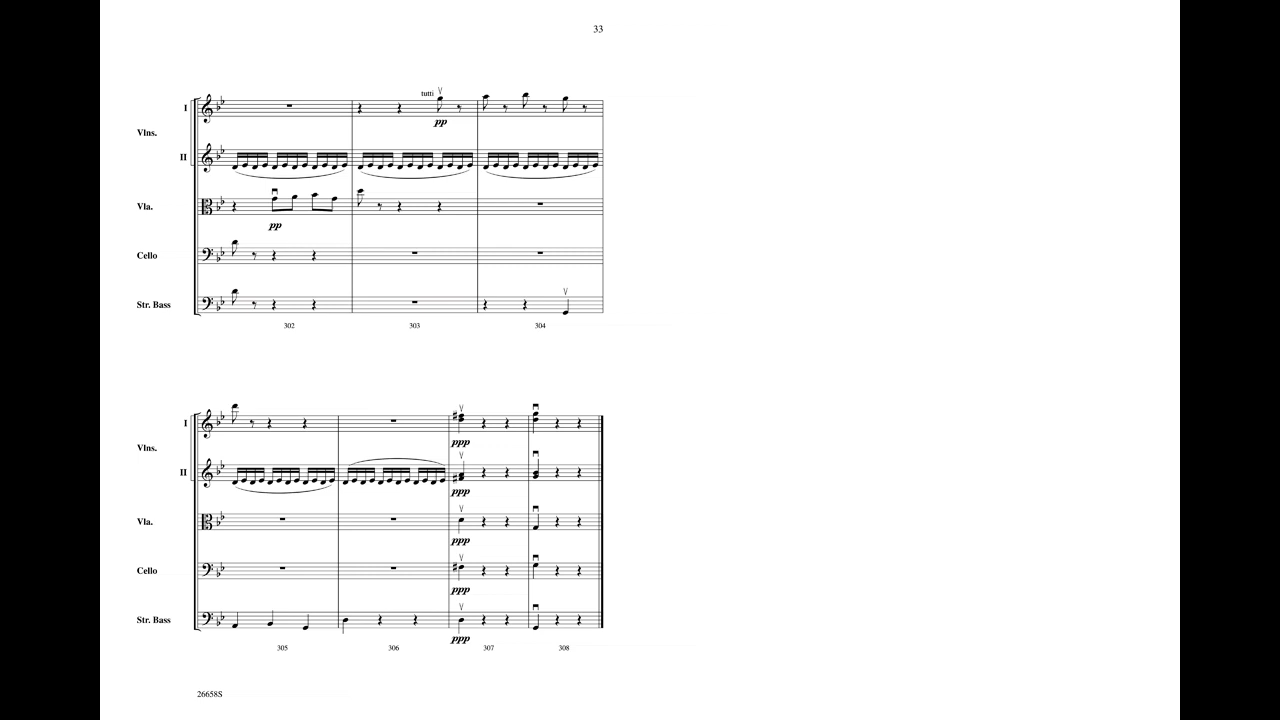 33
tutti
I
pp
Vlns.
II
Vla.
pp
Cello
Str. Bass
302 303 304
I
ppp
Vlns.
II
ppp
Vla.
ppp
Cello
ppp
Str. Bass
ppp
305 306 307 308
26658S